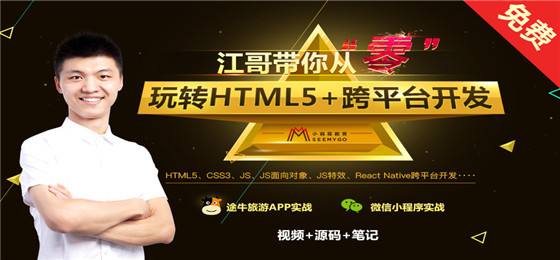 免费
江哥带你从“零”
玩转HTML5+跨平台开发
小码哥教育
SEEMYGO
HTML5、CSS3、JS、JS面向对象、JS特效、React Native跨平台开发····
途牛旅游APP实战
微信小程序实战
视频+源码+笔记